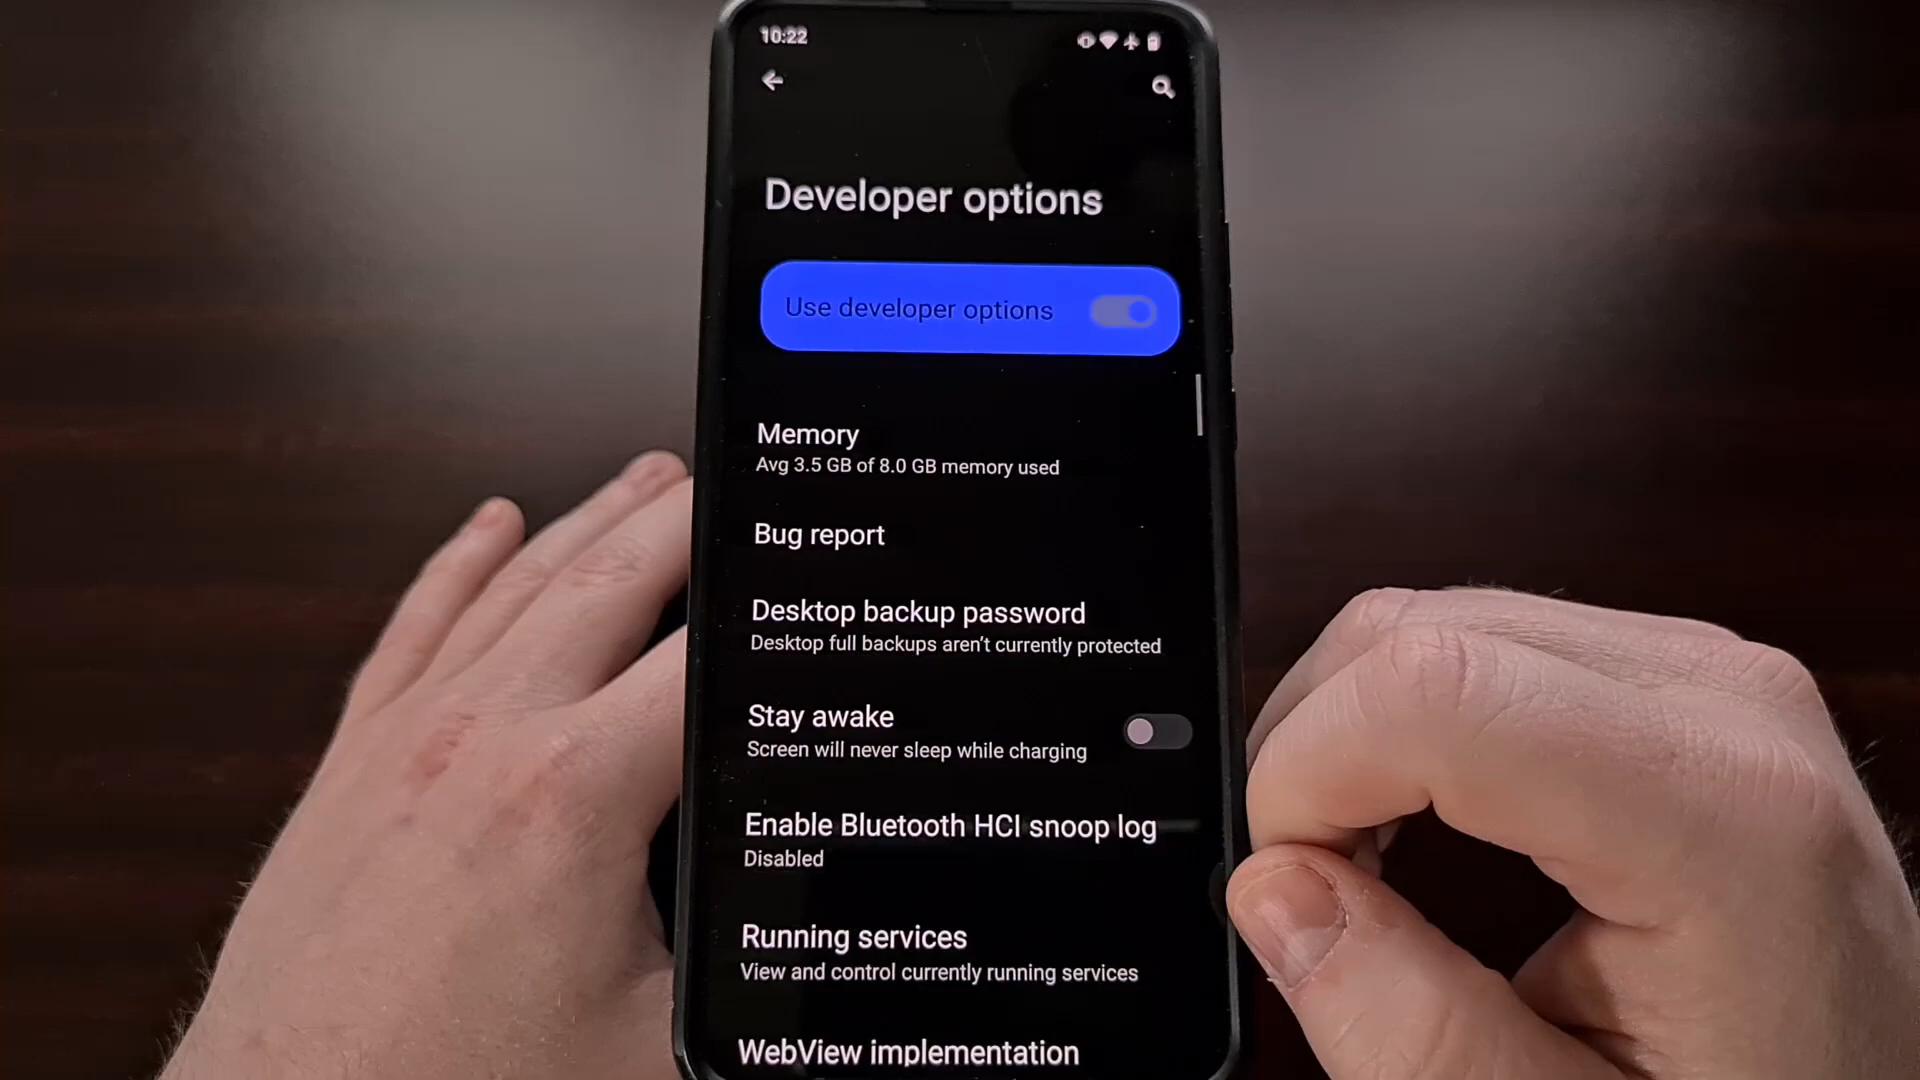 10:22
Developer options
Use developer options
Memory
Avg 3.5 GB of 8.0 GB memory used
Bug report
Desktop backup password
Desktop full backups aren't currently protected
Stay awake
Screen will never sleep while charging
Enable Bluetooth HCI snoop log
Disabled
Running services
View and control currently running services
WebView implementation